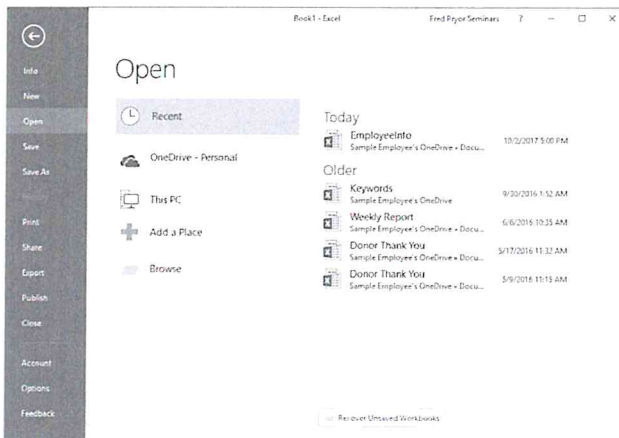 Book1 - Excel
Fred Pryor Seminars
?
Info
New
Open
Save
Save As
Print
Share
Export
Publish
Close
Account
Options
Feedback
Open
Recent
OneDrive - Personal
This PC
Add a Place
Browse
Today
EmployeeInfo
10/2/2017 5:00 PM
Sample Employee's OneDrive » Docu...
Older
Keywords
9/30/2016 1:52 AM
Sample Employee's OneDrive
Weekly Report
6/6/2016 10:35 AM
Sample Employee's OneDrive » Docu...
Donor Thank You
5/17/2016 11:32 AM
Sample Employee's OneDrive » Docu...
Donor Thank You
5/9/2016 11:15 AM
Sample Employee's OneDrive » Docu...
Recover Unsaved Workbooks